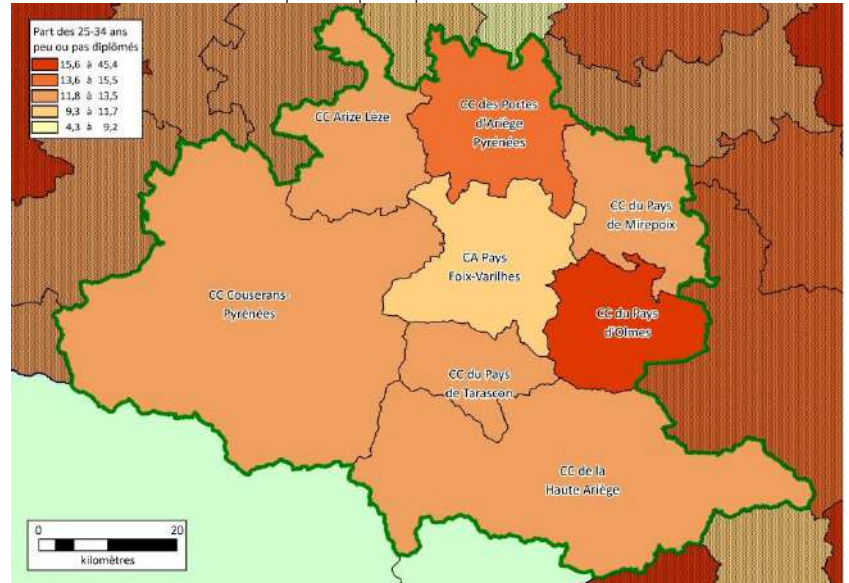 Part des 25-34 ans
peu ou pas diplômés
15,6 à 45,4
13,6 à 15,5
11,8 à 13,5
9,3 à 11,7
4,3 à 9,2
CC Arize Lèze
CC des Portes
d'Ariège
Pyrénées
CC du Pays
de Mirepoix
CA Pays
Foix-Varilhes
CC Couserans-
Pyrénées
CC du Pays
d'Olmes
CC du Pays
de Tarascon
CC de la
Haute Ariège
0 20
kilomètres